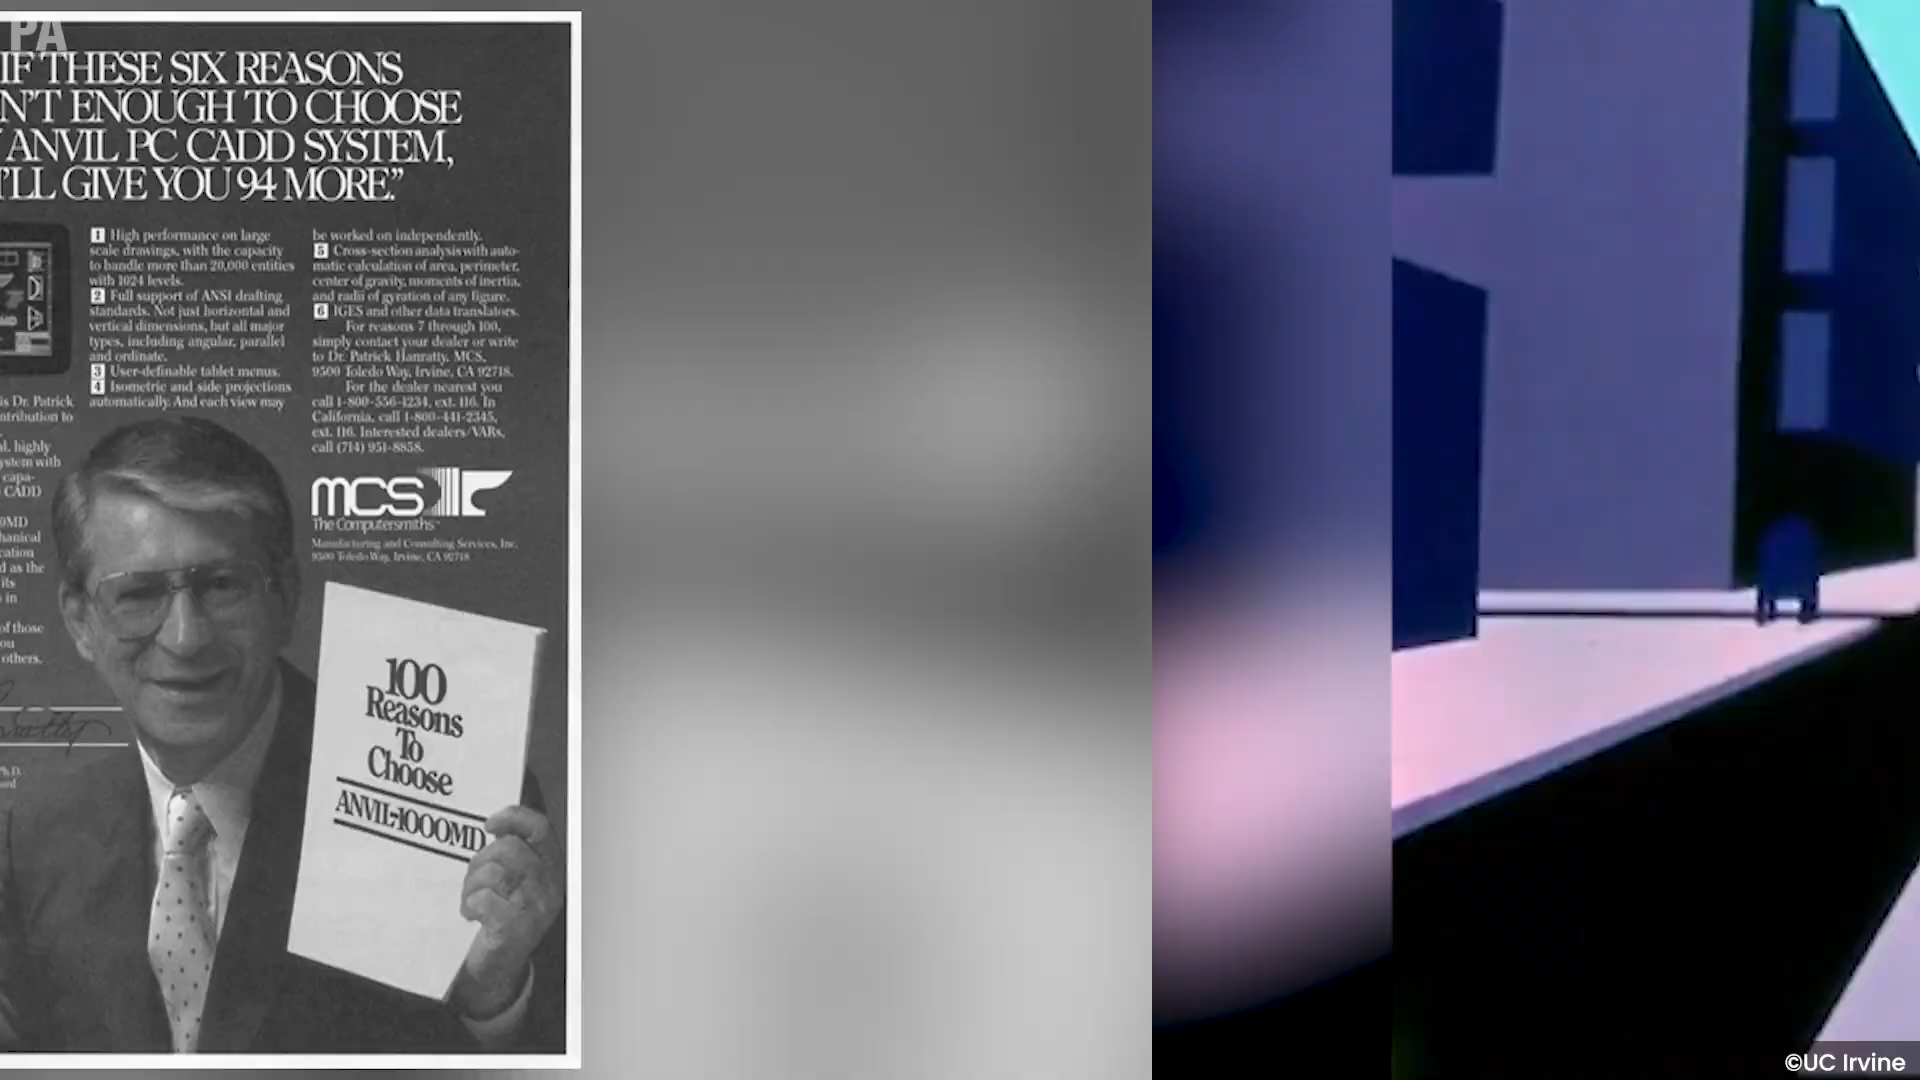 PA
IF THESE SIX REASONS
N'T ENOUGH TO CHOOSE
ANVIL PC CADD SYSTEM,
'LL GIVE YOU 94 MORE."
1 High performance on large
scale drawings, with the capacity
to handle more than 20,000 entities
with 1024 levels.
2 Full support of ANSI drafting
standards. Not just horizontal and
vertical dimensions, but all major
types, including angular, parallel
and ordinate.
3 User-definable tablet menus.
4 Isometric and side projections
automatically. And each view may
be worked on independently.
5 Cross-section analysis with auto-
matic calculation of area, perimeter,
center of gravity, moments of inertia,
and radii of gyration of any figure.
6 IGES and other data translators.
For reasons 7 through 100,
simply contact your dealer or write
to Dr. Patrick Hanratty, MCS,
9500 Toledo Way, Irvine, CA 92718.
For the dealer nearest you
call 1-800-556-1234, ext. 116. In
California, call 1-800-441-2345,
ext. 116. Interested dealers/VARs,
call (714) 951-8858.
is Dr. Patrick
ntribution to
al, highly
ystem with
capa-
CADD
0MD
hanical
cation
d as the
its
in
of those
ou
others.
MCS
The Computersmiths™
Manufacturing and Consulting Services, Inc.
9500 Toledo Way, Irvine, CA 92718
100
Reasons
To
Choose
ANVIL-1000MD
©UC Irvine